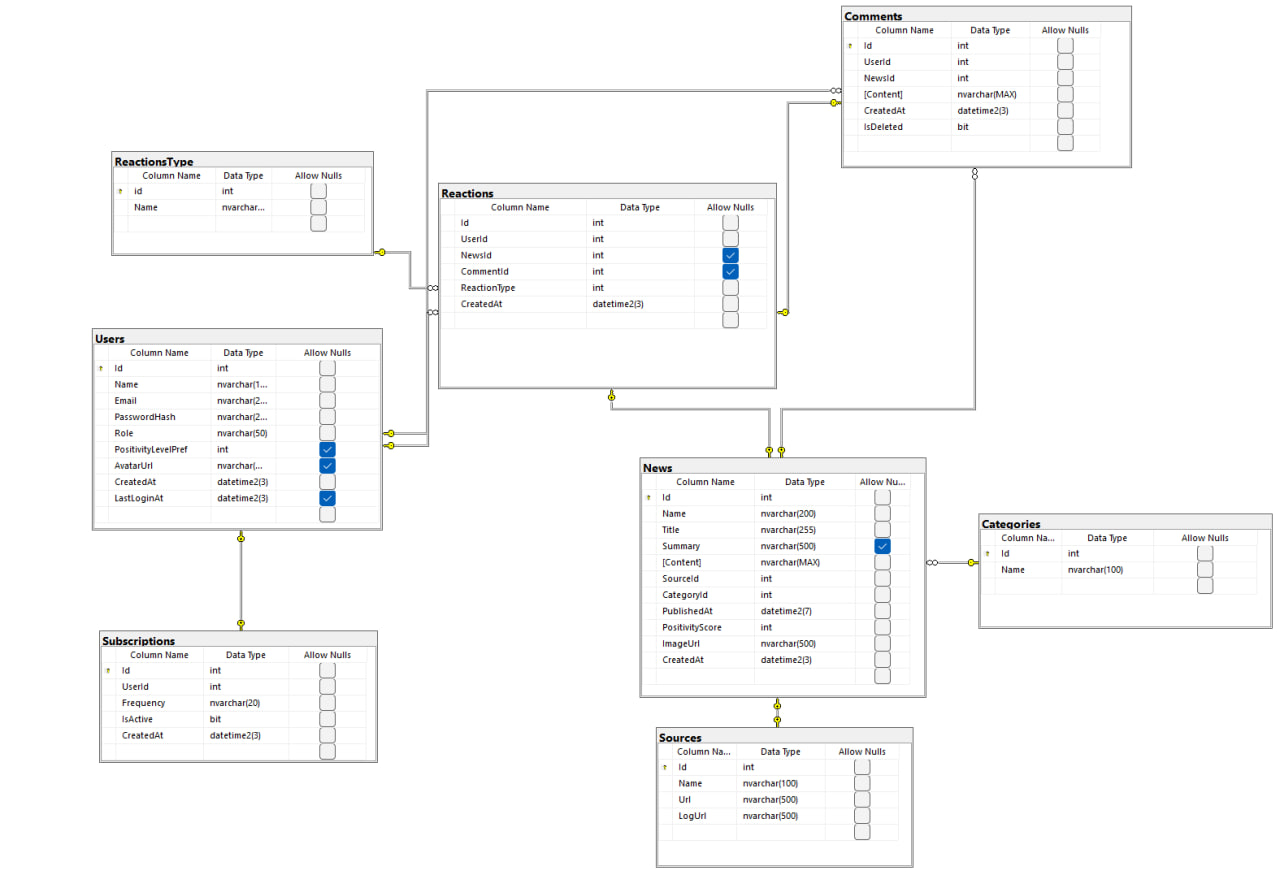 Comments
Column Name Data Type Allow Nulls
Id int
UserId int
NewsId int
[Content] nvarchar(MAX)
CreatedAt datetime2(3)
IsDeleted bit
ReactionsType
Column Name Data Type Allow Nulls
id int
Name nvarchar...
Reactions
Column Name Data Type Allow Nulls
Id int
UserId int
NewsId int
CommentId int
ReactionType int
CreatedAt datetime2(3)
Users
Column Name Data Type Allow Nulls
Id int
Name nvarchar(1...
Email nvarchar(2...
PasswordHash nvarchar(2...
Role nvarchar(50)
PositivityLevelPref int
AvatarUrl nvarchar(...
CreatedAt datetime2(3)
LastLoginAt datetime2(3)
News
Column Name Data Type Allow Nu...
Id int
Name nvarchar(200)
Title nvarchar(255)
Summary nvarchar(500)
[Content] nvarchar(MAX)
SourceId int
CategoryId int
PublishedAt datetime2(7)
PositivityScore int
ImageUrl nvarchar(500)
CreatedAt datetime2(3)
Categories
Column Na... Data Type Allow Nulls
Id int
Name nvarchar(100)
Subscriptions
Column Name Data Type Allow Nulls
Id int
UserId int
Frequency nvarchar(20)
IsActive bit
CreatedAt datetime2(3)
Sources
Column Na... Data Type Allow Nulls
Id int
Name nvarchar(100)
Url nvarchar(500)
LogUrl nvarchar(500)